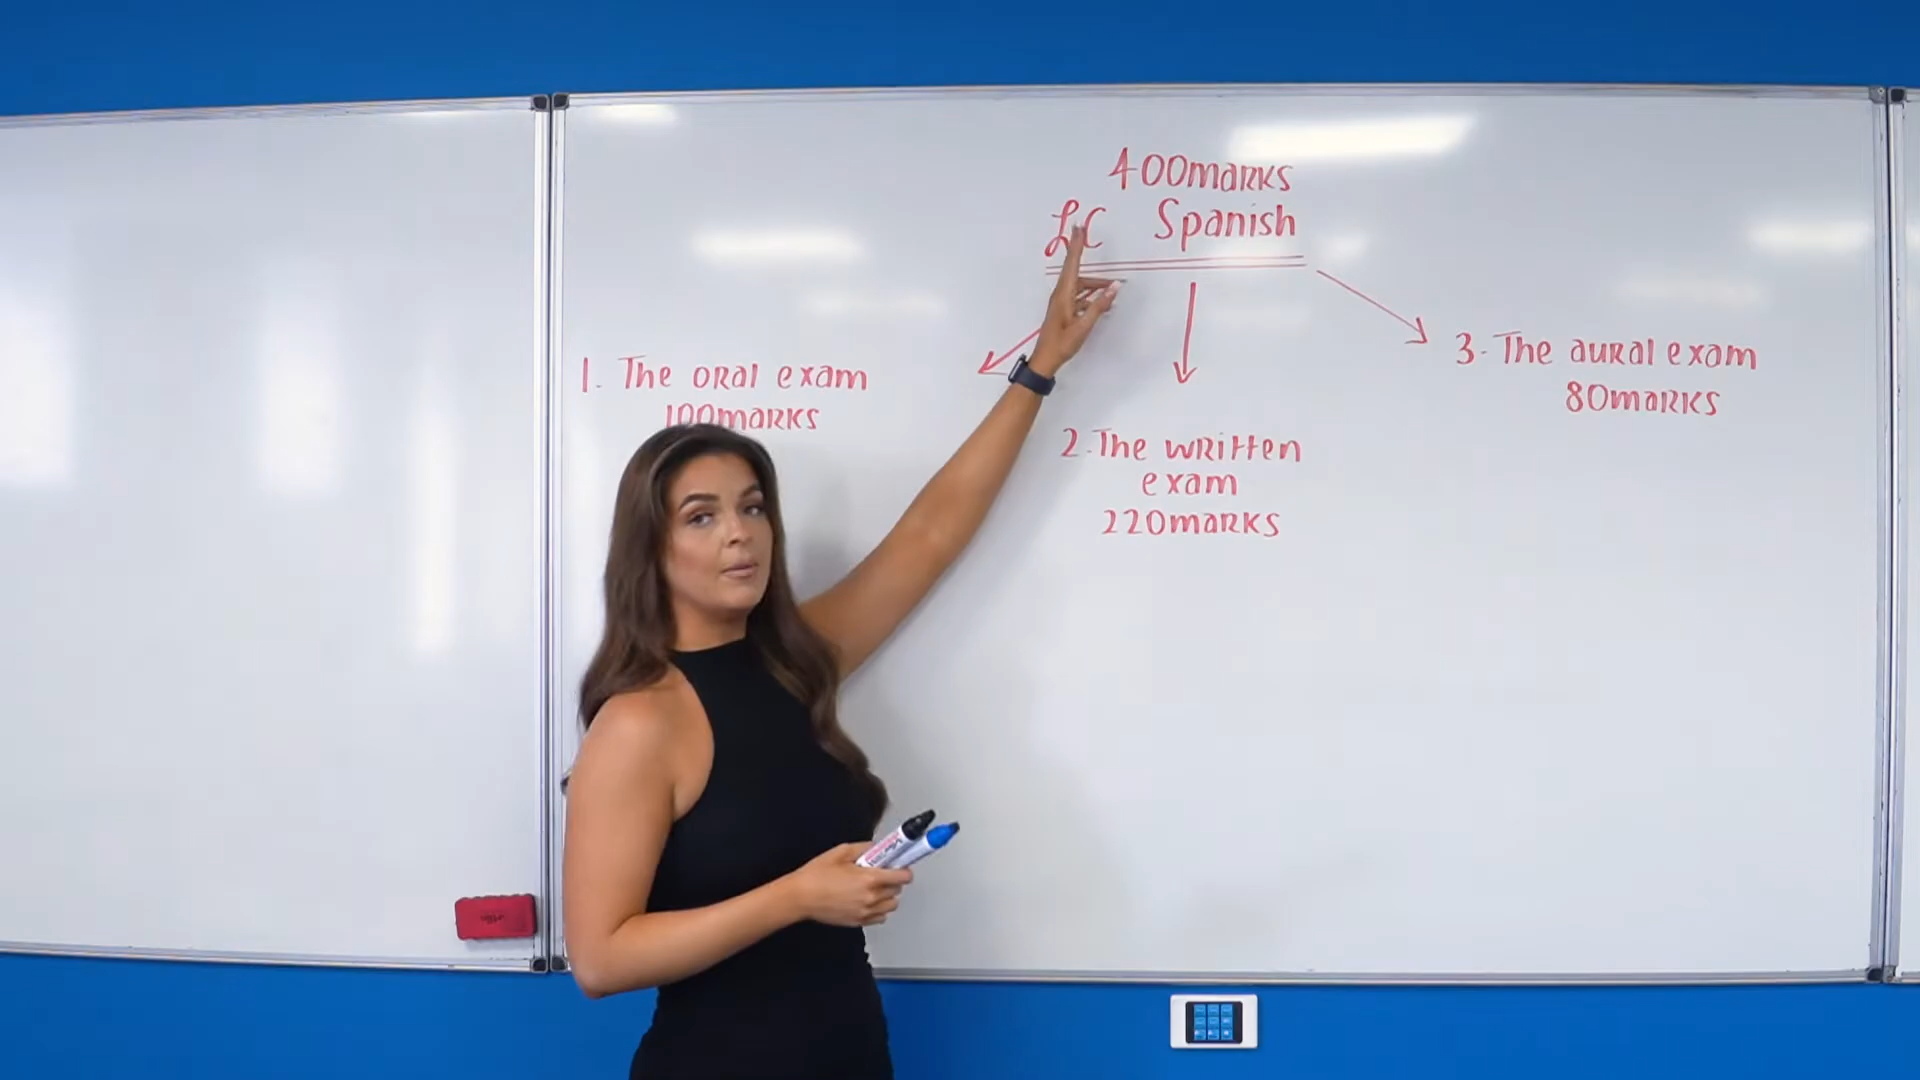 400marks
LC Spanish
1. The oral exam
100marks
2. The written
exam
220marks
3. The aural exam
80marks